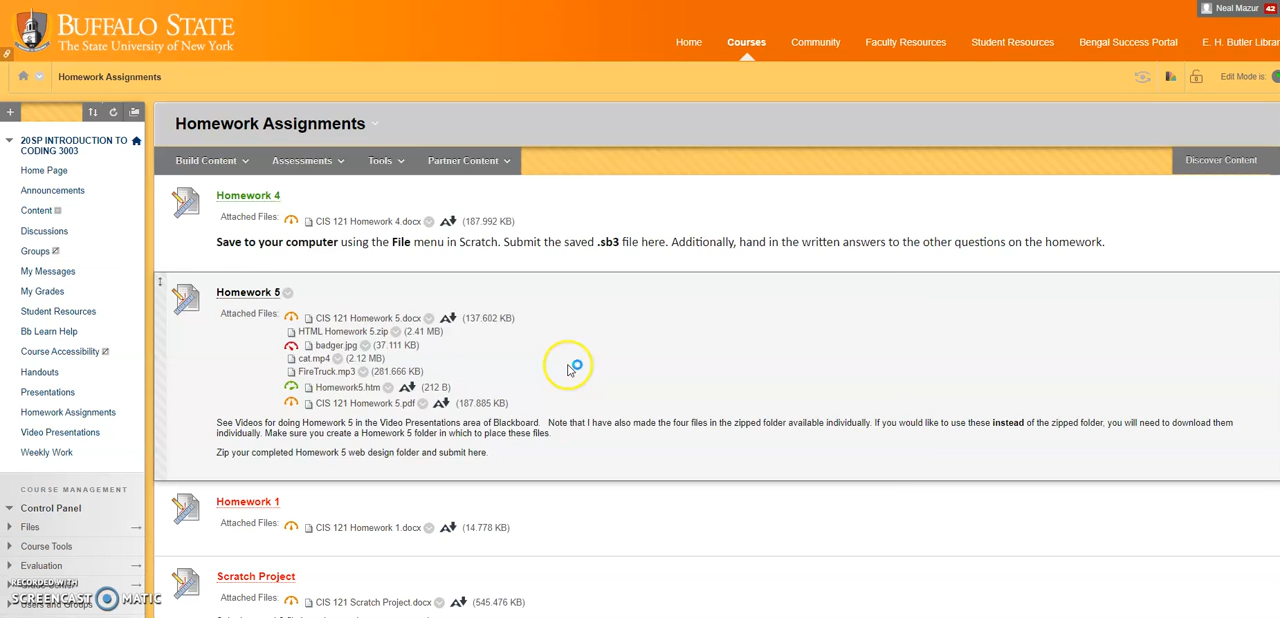 Neal Mazur 42
BUFFALO STATE
The State University of New York
Home Courses Community Faculty Resources Student Resources Bengal Success Portal E. H. Butler Librar
Homework Assignments
Edit Mode is:
20SP INTRODUCTION TO
CODING 3003
Home Page
Announcements
Content
Discussions
Groups
My Messages
My Grades
Student Resources
Bb Learn Help
Course Accessibility
Handouts
Presentations
Homework Assignments
Video Presentations
Weekly Work
COURSE MANAGEMENT
Control Panel
Files
Course Tools
Evaluation
Users and Groups
RECORDED WITH
SCREENCAST MATIC
Homework Assignments
Build Content Assessments Tools Partner Content Discover Content
Homework 4
Attached Files: CIS 121 Homework 4.docx (187.992 KB)
Save to your computer using the File menu in Scratch. Submit the saved .sb3 file here. Additionally, hand in the written answers to the other questions on the homework.
Homework 5
Attached Files: CIS 121 Homework 5.docx (137.602 KB)
HTML Homework 5.zip (2.41 MB)
badger.jpg (37.111 KB)
cat.mp4 (2.12 MB)
FireTruck.mp3 (281.666 KB)
Homework5.htm (212 B)
CIS 121 Homework 5.pdf (187.885 KB)
See Videos for doing Homework 5 in the Video Presentations area of Blackboard. Note that I have also made the four files in the zipped folder available individually. If you would like to use these instead of the zipped folder, you will need to download them
individually. Make sure you create a Homework 5 folder in which to place these files.
Zip your completed Homework 5 web design folder and submit here.
Homework 1
Attached Files: CIS 121 Homework 1.docx (14.778 KB)
Scratch Project
Attached Files: CIS 121 Scratch Project.docx (545.476 KB)